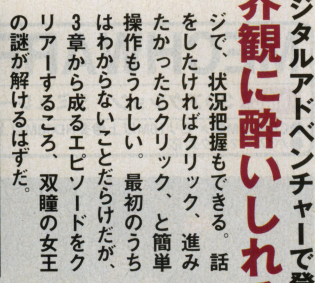 ジタルアドベンチャーで発
界観に酔いしれ
ジで、状況把握もできる。話
をしたければクリック、進み
たかったらクリック、と簡単
操作もうれしい。最初のうち
はわからないことだらけだが、
3章から成るエピソードをク
リアーするころ、双瞳の女王
の謎が解けるはずだ。